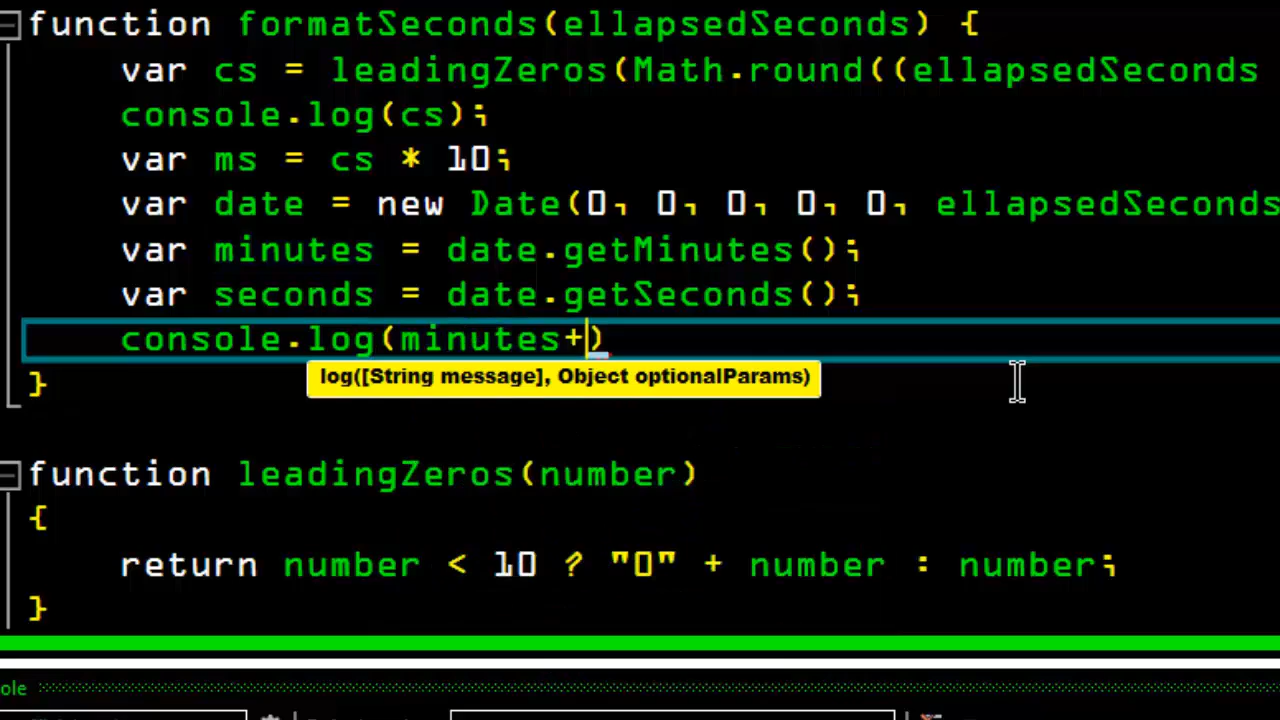 function formatSeconds(ellapsedSeconds) {
var cs = leadingZeros(Math.round((ellapsedSeconds
console.log(cs);
var ms = cs * 10;
var date = new Date(0, 0, 0, 0, 0, ellapsedSeconds
var minutes = date.getMinutes();
var seconds = date.getSeconds();
console.log(minutes+)
log([String message], Object optionalParams)
}
function leadingZeros(number)
{
return number < 10 ? "0" + number : number;
}
ole